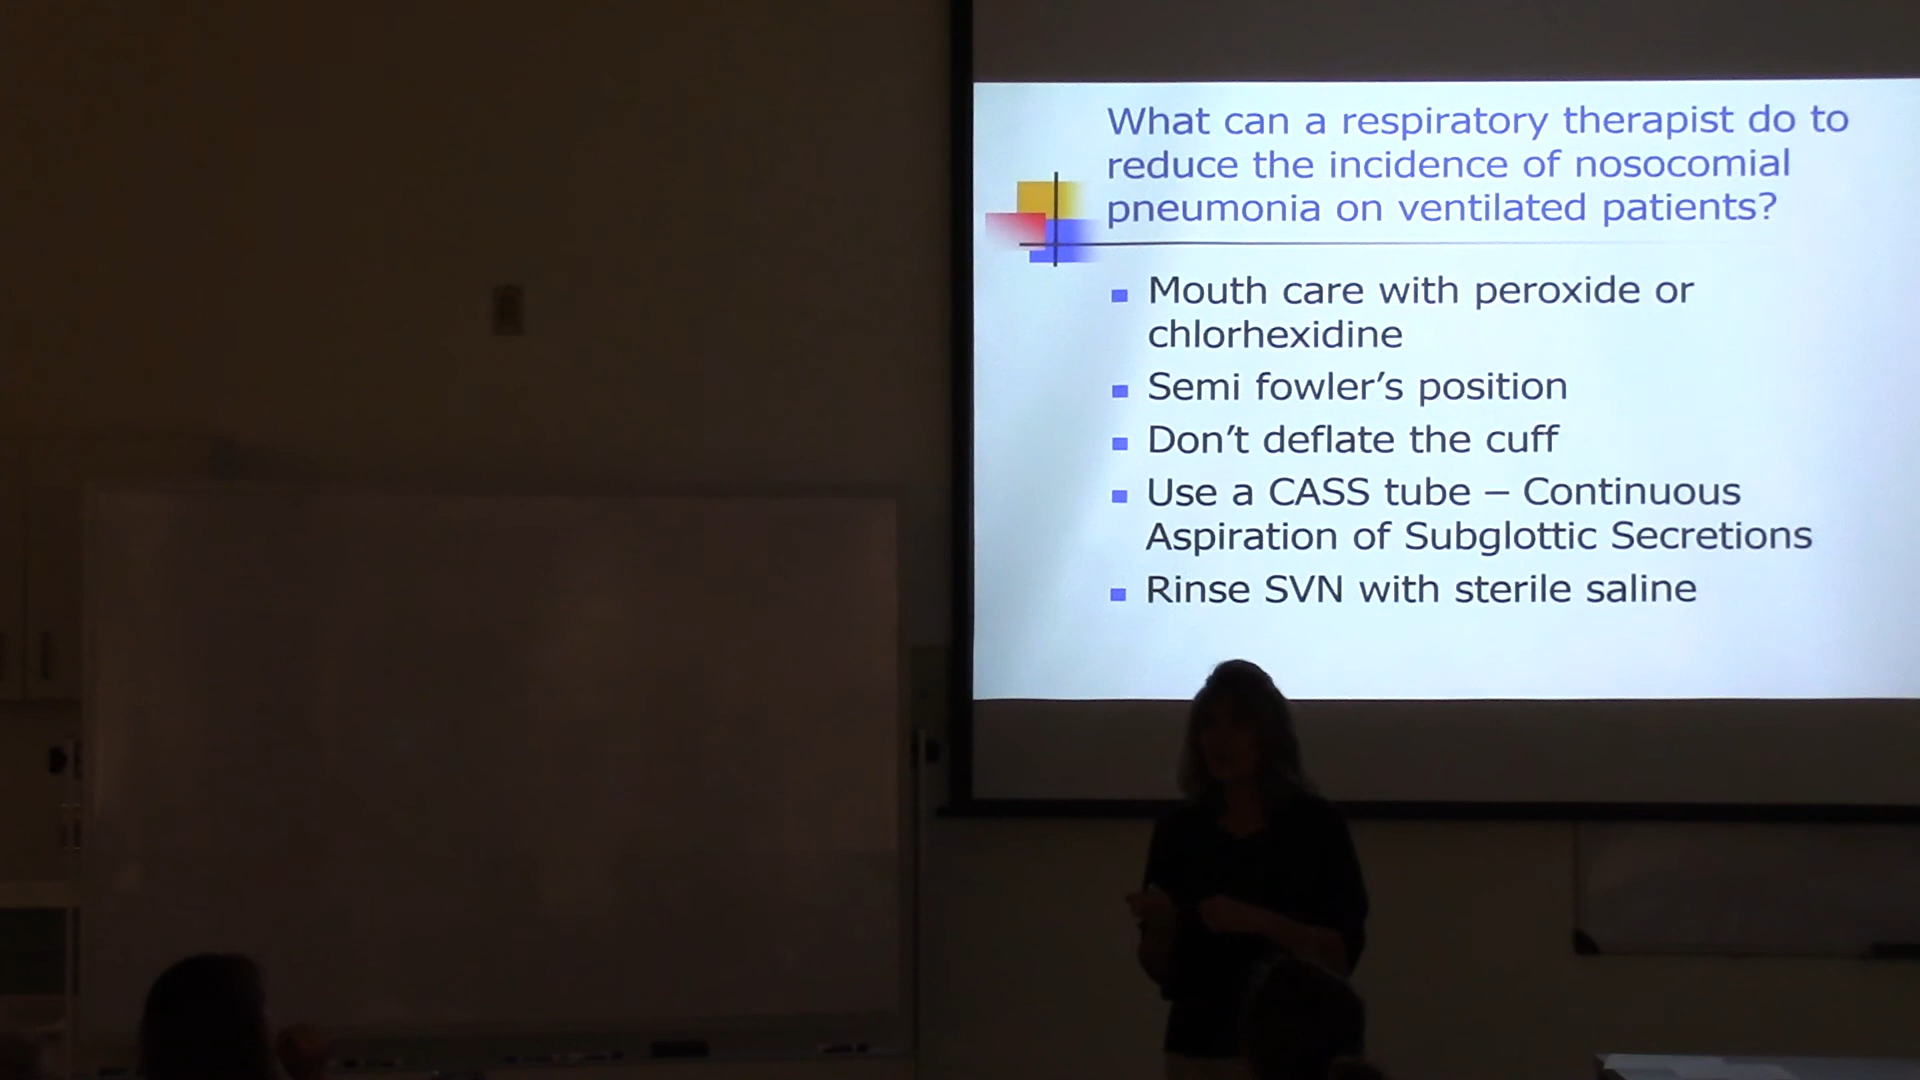 What can a respiratory therapist do to
reduce the incidence of nosocomial
pneumonia on ventilated patients?
Mouth care with peroxide or
chlorhexidine
Semi fowler’s position
Don’t deflate the cuff
Use a CASS tube – Continuous
Aspiration of Subglottic Secretions
Rinse SVN with sterile saline